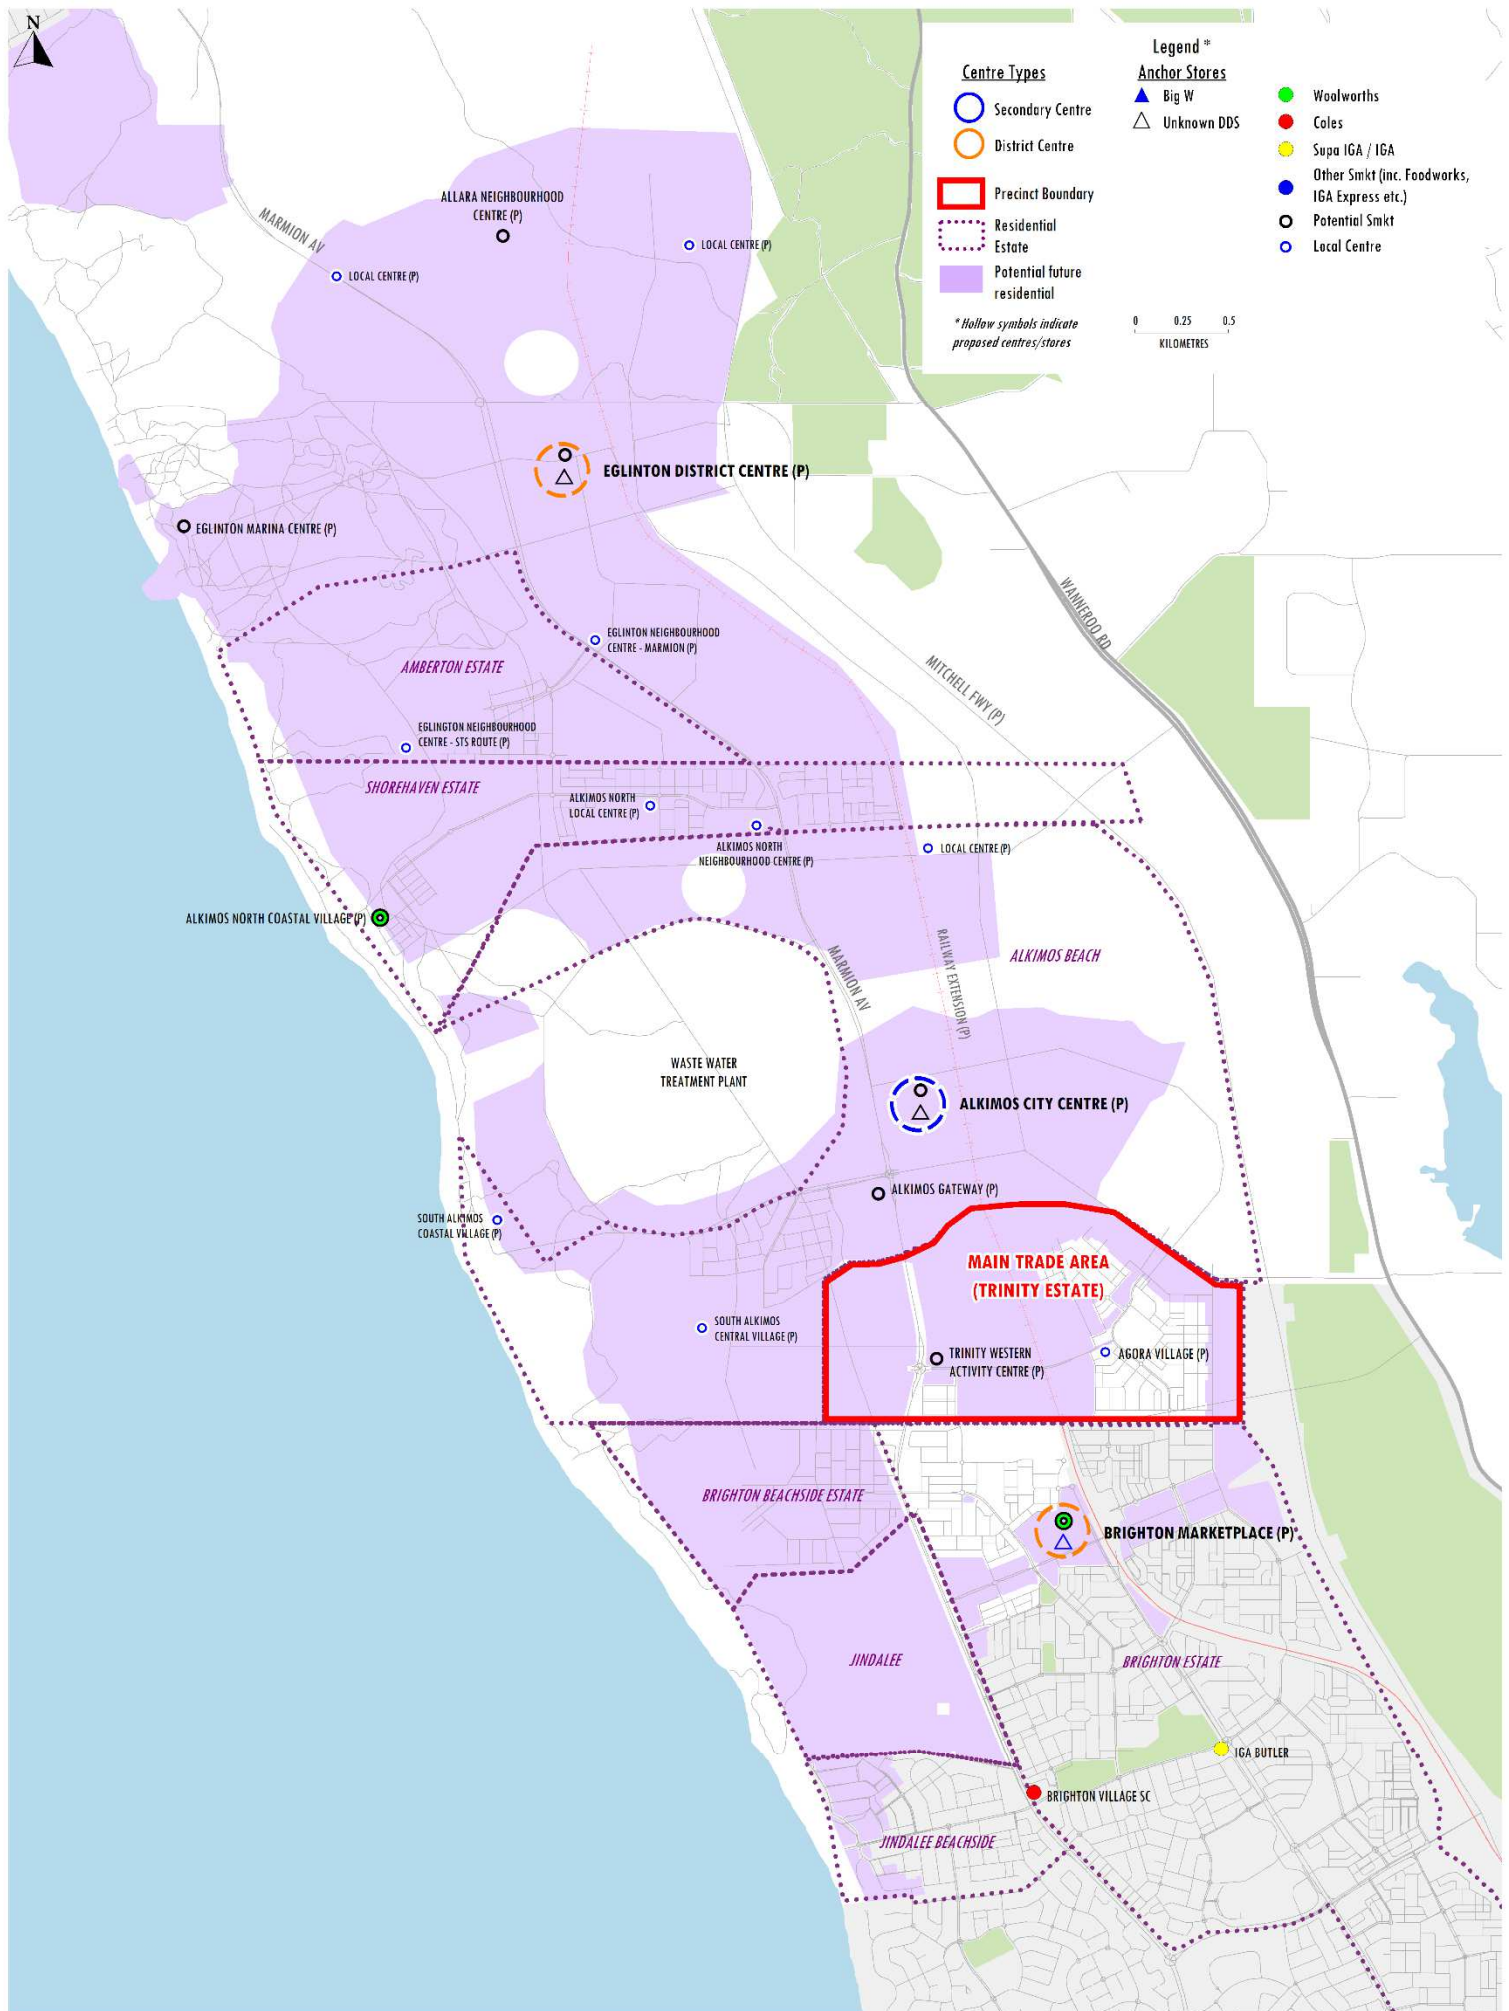 N
Legend *
Centre Types
Secondary Centre
District Centre
Precinct Boundary
Residential
Estate
Potential future
residential
* Hollow symbols indicate
proposed centres/stores
Anchor Stores
Big W
Unknown DDS
0 0.25 0.5
KILOMETRES
Woolworths
Coles
Supa IGA / IGA
Other Smkt (inc. Foodworks,
IGA Express etc.)
Potential Smkt
Local Centre
ALLARA NEIGHBOURHOOD
CENTRE (P)
MARMION AV
LOCAL CENTRE (P)
LOCAL CENTRE (P)
EGLINTON DISTRICT CENTRE (P)
EGLINTON MARINA CENTRE (P)
WANNEROO RD
EGLINTON NEIGHBOURHOOD
CENTRE - MARMION (P)
AMBERTON ESTATE
MITCHELL FWY (P)
EGLINGTON NEIGHBOURHOOD
CENTRE - STS ROUTE (P)
SHOREHAVEN ESTATE
ALKIMOS NORTH
LOCAL CENTRE (P)
ALKIMOS NORTH
NEIGHBOURHOOD CENTRE (P)
LOCAL CENTRE (P)
ALKIMOS NORTH COASTAL VILLAGE (P)
MARMION AV
RAILWAY EXTENSION (P)
ALKIMOS BEACH
WASTE WATER
TREATMENT PLANT
ALKIMOS CITY CENTRE (P)
ALKIMOS GATEWAY (P)
SOUTH ALKIMOS
COASTAL VILLAGE (P)
MAIN TRADE AREA
(TRINITY ESTATE)
SOUTH ALKIMOS
CENTRAL VILLAGE (P)
TRINITY WESTERN
ACTIVITY CENTRE (P)
AGORA VILLAGE (P)
BRIGHTON BEACHSIDE ESTATE
BRIGHTON MARKETPLACE (P)
JINDALEE
BRIGHTON ESTATE
IGA BUTLER
BRIGHTON VILLAGE SC
JINDALEE BEACHSIDE